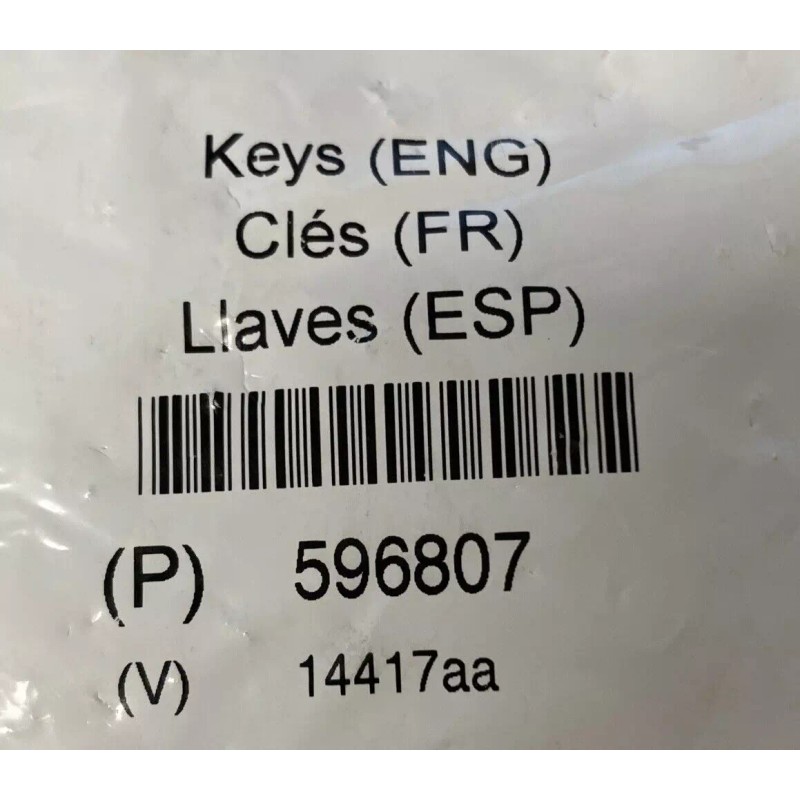 Keys (ENG)
Clés (FR)
Llaves (ESP)
(P) 596807
(V) 14417aa